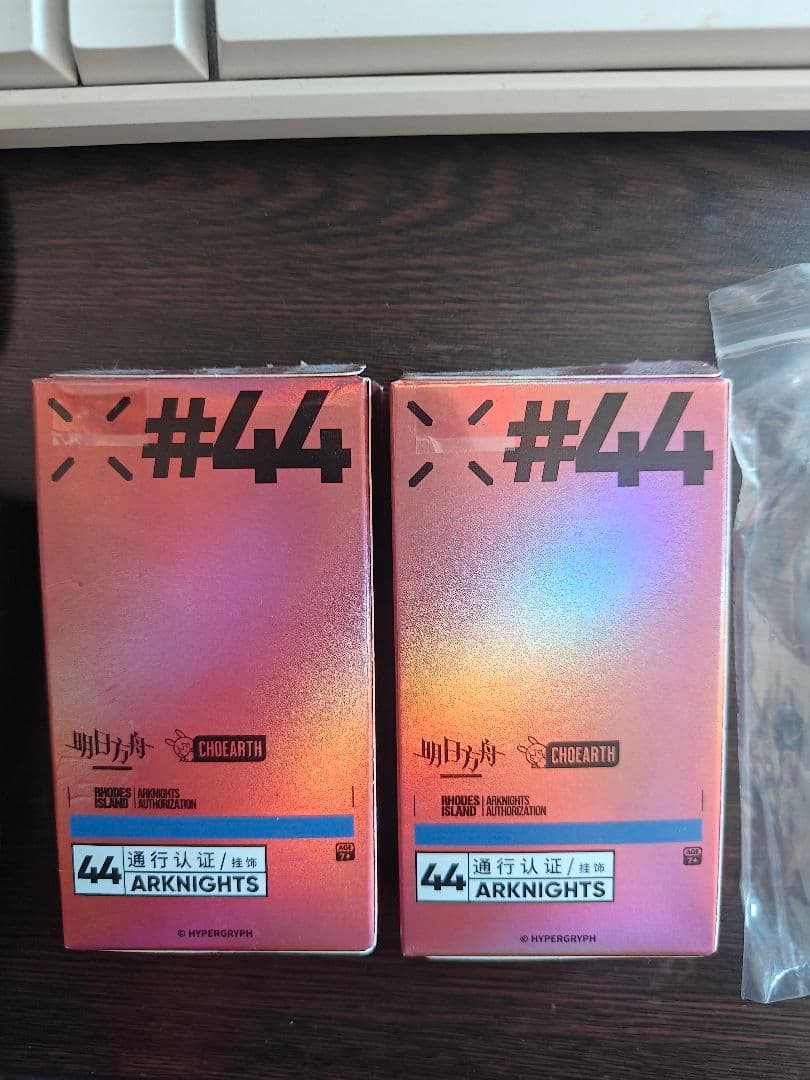 #44
明日方舟 CHOEARTH
RHODES ISLAND | ARKNIGHTS AUTHORIZATION
44 通行认证/挂饰
ARKNIGHTS
AGE 7+
© HYPERGRYPH
#44
明日方舟 CHOEARTH
RHODES ISLAND | ARKNIGHTS AUTHORIZATION
44 通行认证/挂饰
ARKNIGHTS
AGE 7+
© HYPERGRYPH